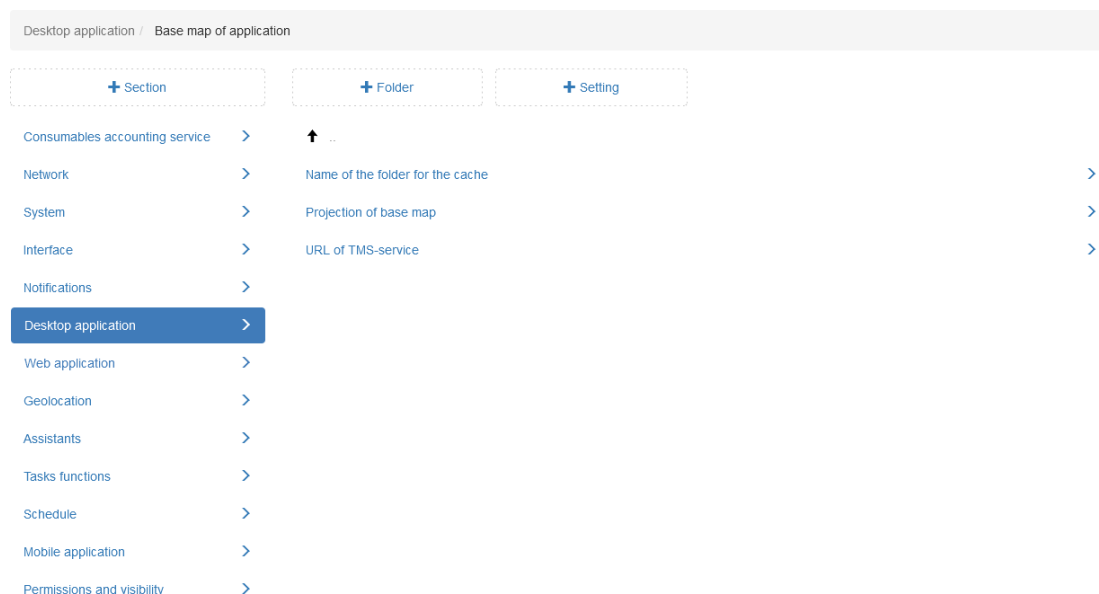 Desktop application / Base map of application
Section
Folder
Setting
Consumables accounting service
Network
System
Interface
Notifications
Desktop application
Web application
Geolocation
Assistants
Tasks functions
Schedule
Mobile application
Permissions and visibility
..
Name of the folder for the cache
Projection of base map
URL of TMS-service